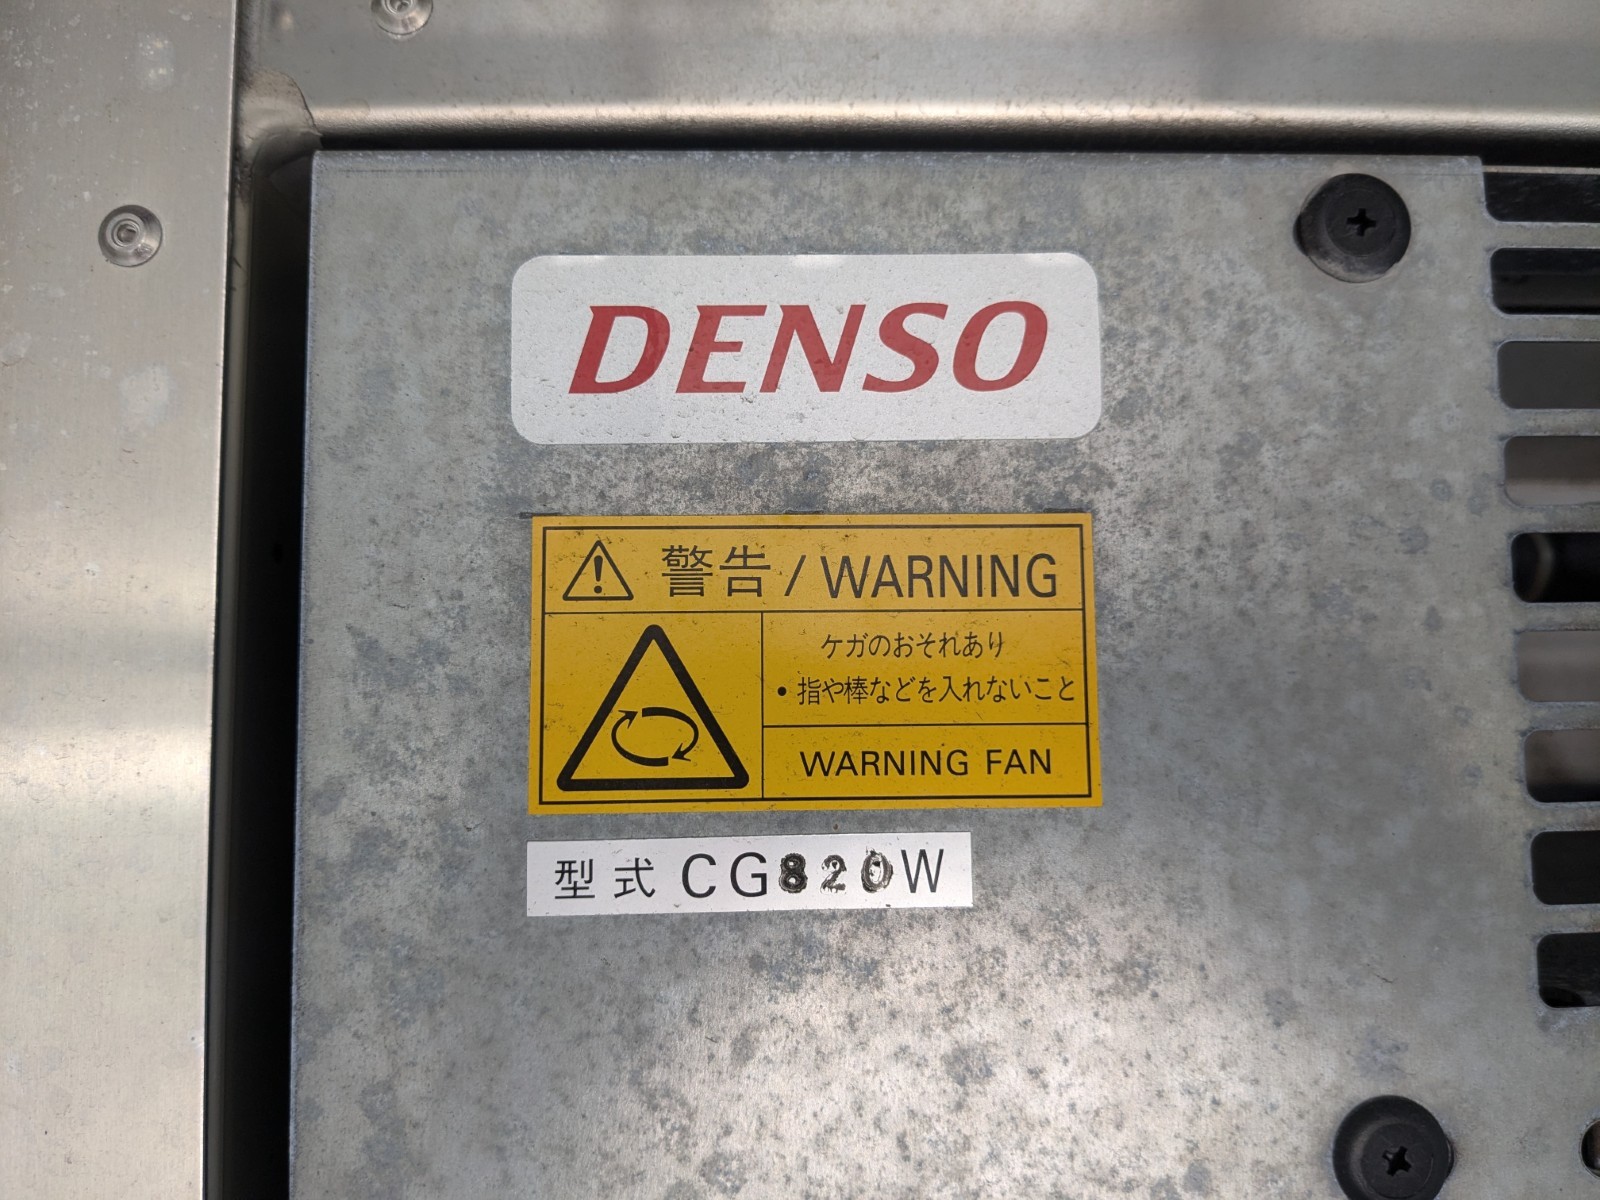 DENSO
警告/WARNING
ケガのおそれあり
・指や棒などを入れないこと
WARNING FAN
型式 CG820W